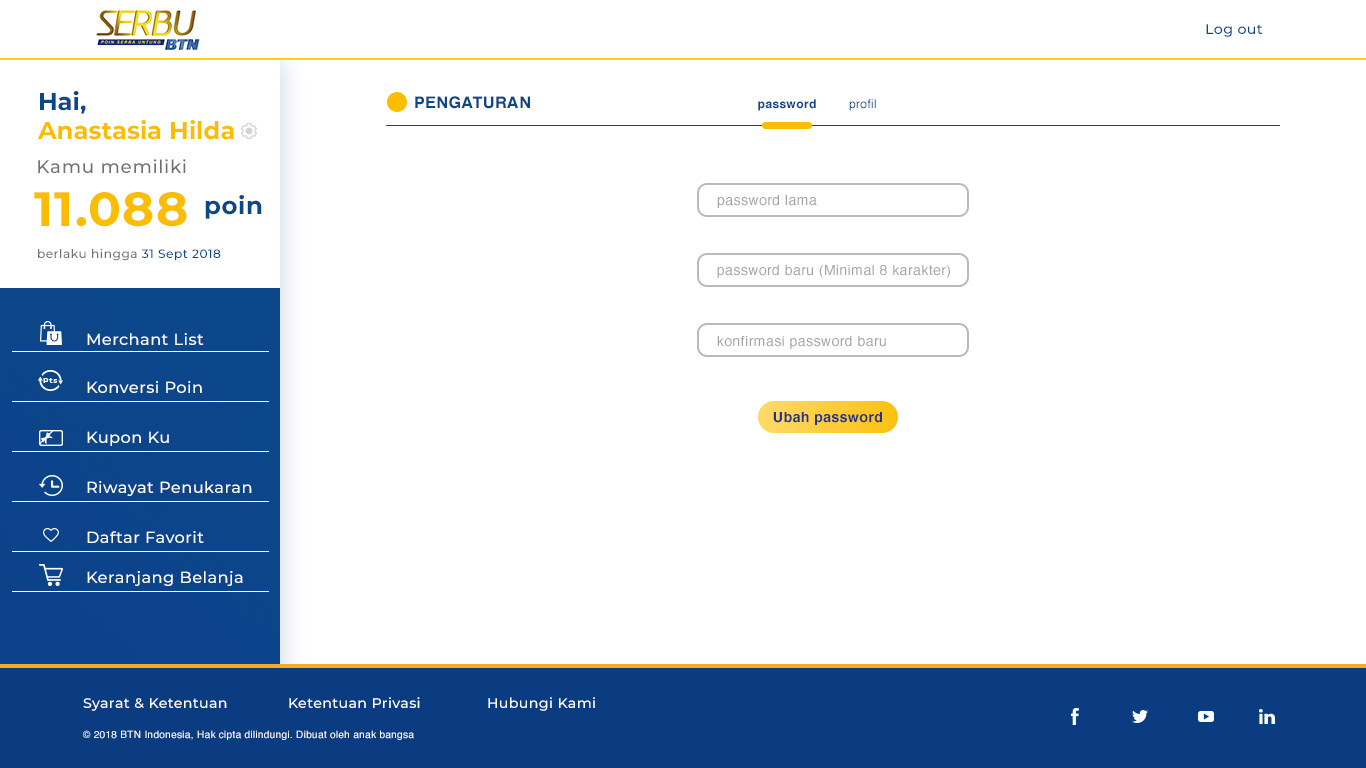 SERBU
POIN SERBA UNTUNG BTN
Log out
Hai,
Anastasia Hilda
Kamu memiliki
11.088 poin
berlaku hingga 31 Sept 2018
Merchant List
Pts
Konversi Poin
Kupon Ku
Riwayat Penukaran
Daftar Favorit
Keranjang Belanja
PENGATURAN
password profil
password lama
password baru (Minimal 8 karakter)
konfirmasi password baru
Ubah password
Syarat & Ketentuan Ketentuan Privasi Hubungi Kami
© 2018 BTN Indonesia, Hak cipta dilindungi. Dibuat oleh anak bangsa